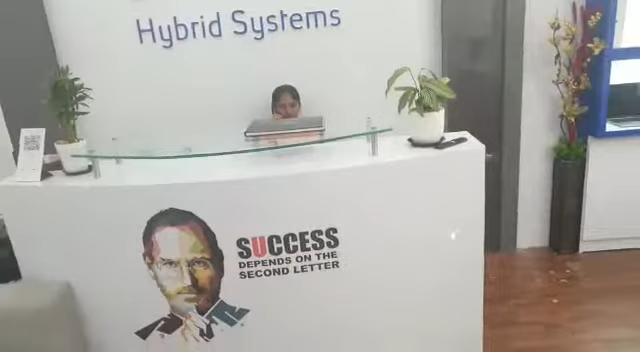 Hybrid Systems
SUCCESS
DEPENDS ON THE
SECOND LETTER